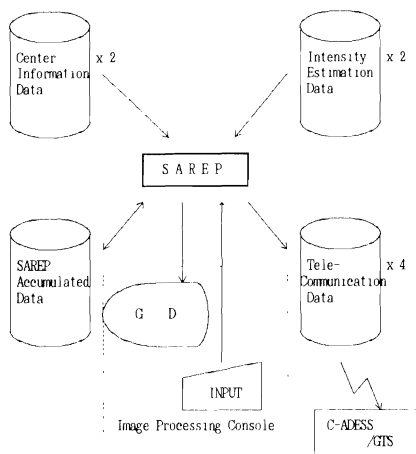 Center x 2
Information
Data
Intensity x 2
Estimation
Data
S A R E P
SAREP
Accumulated
Data
Tele- x 4
Communication
Data
G D
INPUT
Image Processing Console
C-ADESS
/GTS